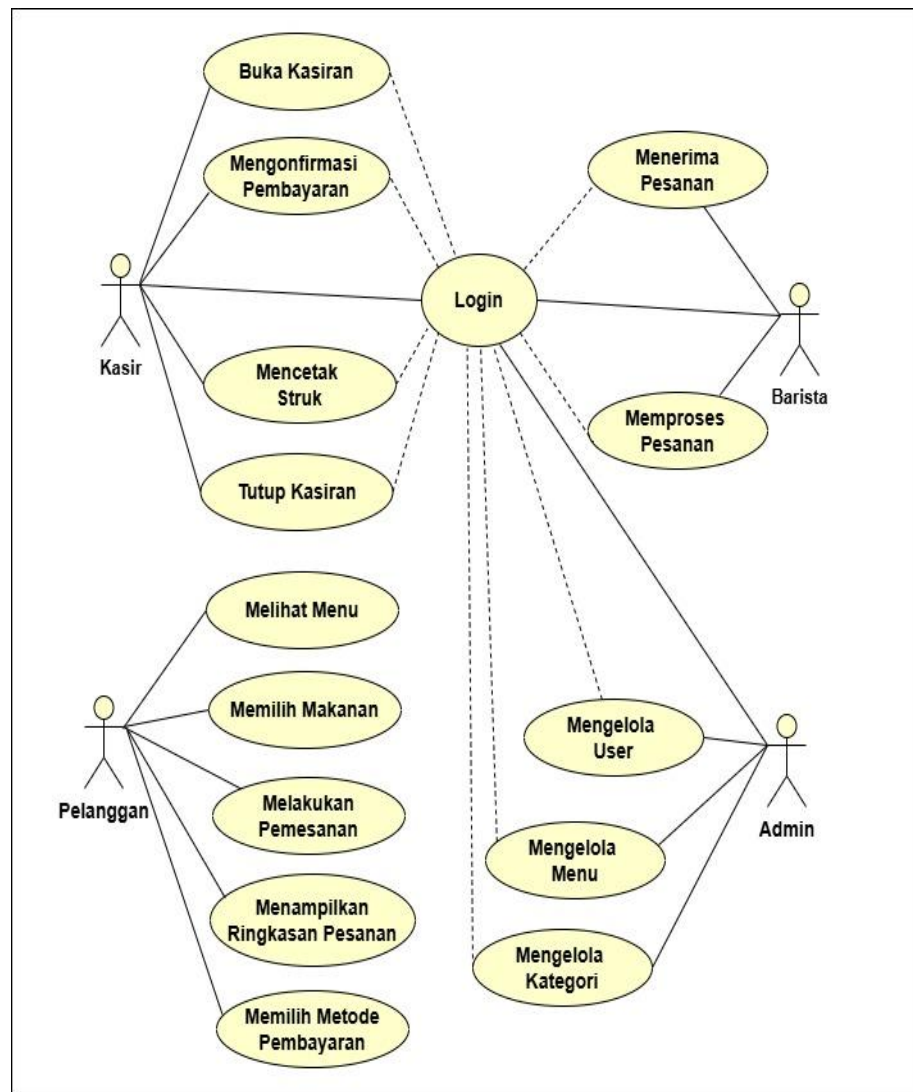 Buka Kasiran
Mengonfirmasi
Pembayaran
Menerima
Pesanan
Login
Kasir
Barista
Mencetak
Struk
Memproses
Pesanan
Tutup Kasiran
Melihat Menu
Memilih Makanan
Mengelola
User
Pelanggan
Admin
Melakukan
Pemesanan
Mengelola
Menu
Menampilkan
Ringkasan Pesanan
Mengelola
Kategori
Memilih Metode
Pembayaran